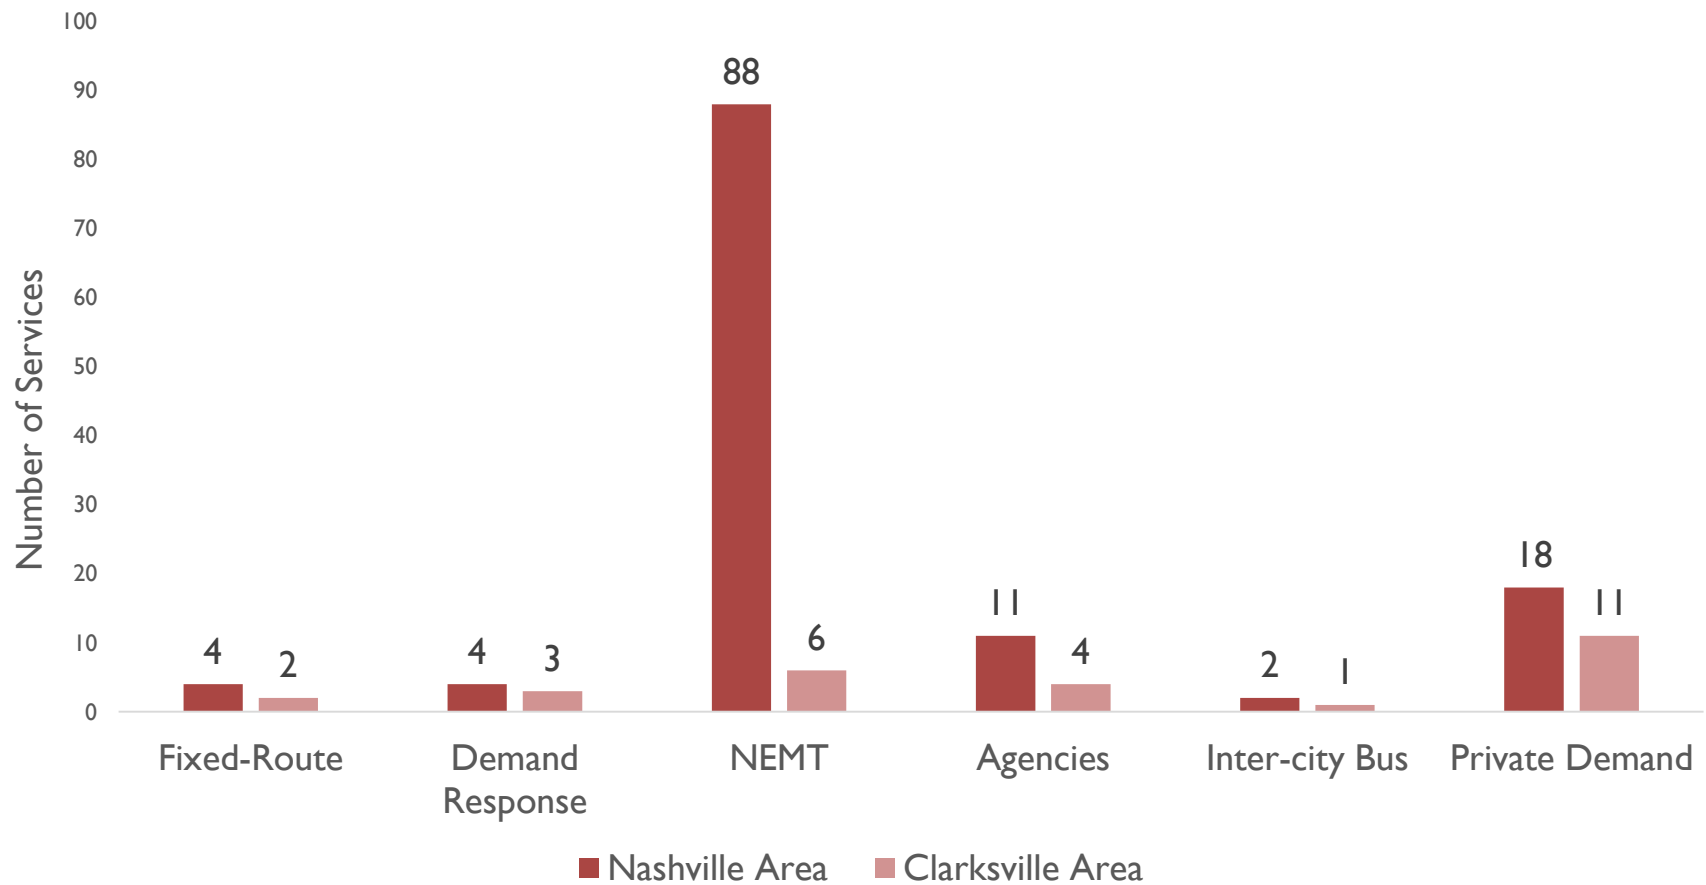 100
90
80
70
60
50
40
30
20
10
0
Number of Services
4
2
4
3
88
6
11
4
2
1
18
11
Fixed-Route
Demand
Response
NEMT
Agencies
Inter-city Bus
Private Demand
Nashville Area
Clarksville Area